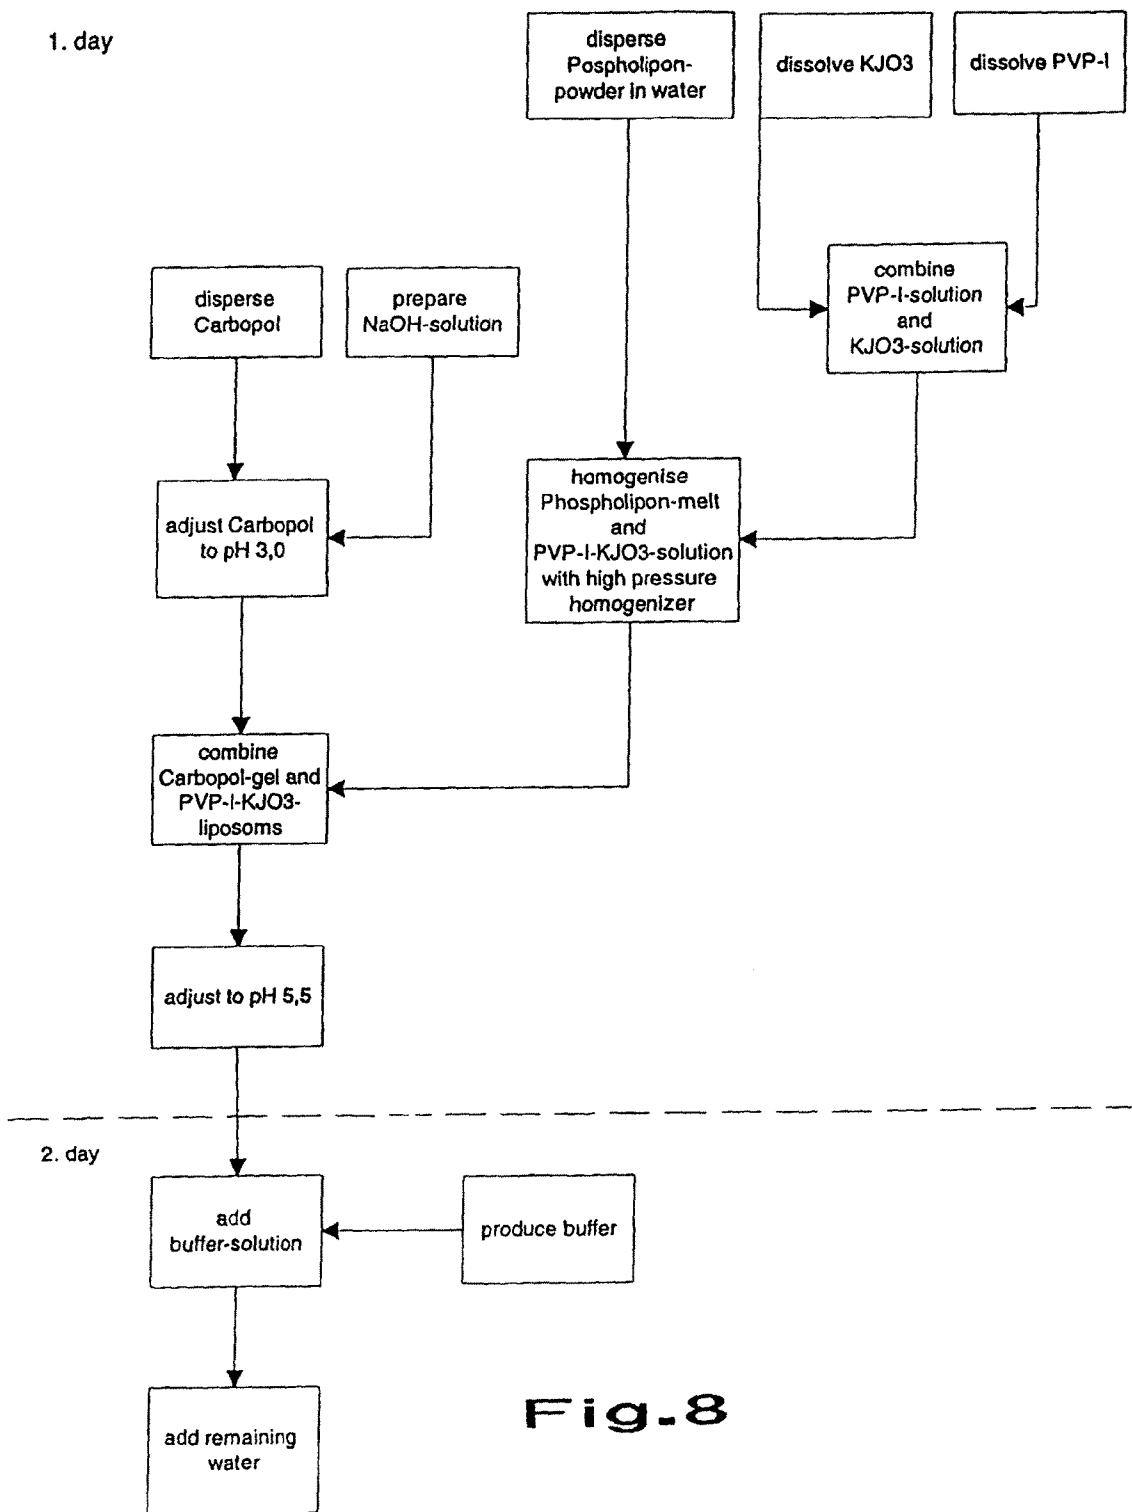 1. day
disperse
Pospholipon-
powder in water
dissolve KJO3
dissolve PVP-I
combine
PVP-I-solution
and
KJO3-solution
disperse
Carbopol
prepare
NaOH-solution
adjust Carbopol
to pH 3,0
homogenise
Phospholipon-melt
and
PVP-I-KJO3-solution
with high pressure
homogenizer
combine
Carbopol-gel and
PVP-I-KJO3-
liposoms
adjust to pH 5,5
2. day
add
buffer-solution
produce buffer
add remaining
water
Fig.8